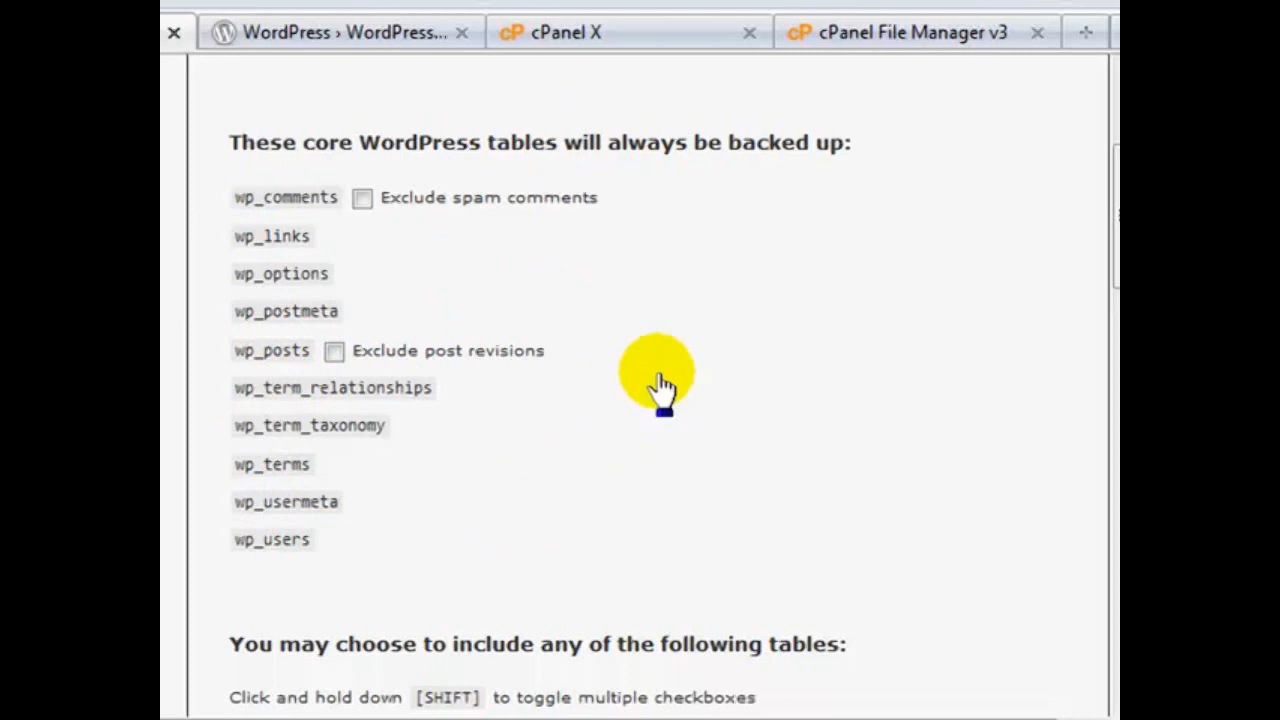 WordPress › WordPress...
cPanel X
cPanel File Manager v3
These core WordPress tables will always be backed up:
wp_comments Exclude spam comments
wp_links
wp_options
wp_postmeta
wp_posts Exclude post revisions
wp_term_relationships
wp_term_taxonomy
wp_terms
wp_usermeta
wp_users
You may choose to include any of the following tables:
Click and hold down [SHIFT] to toggle multiple checkboxes